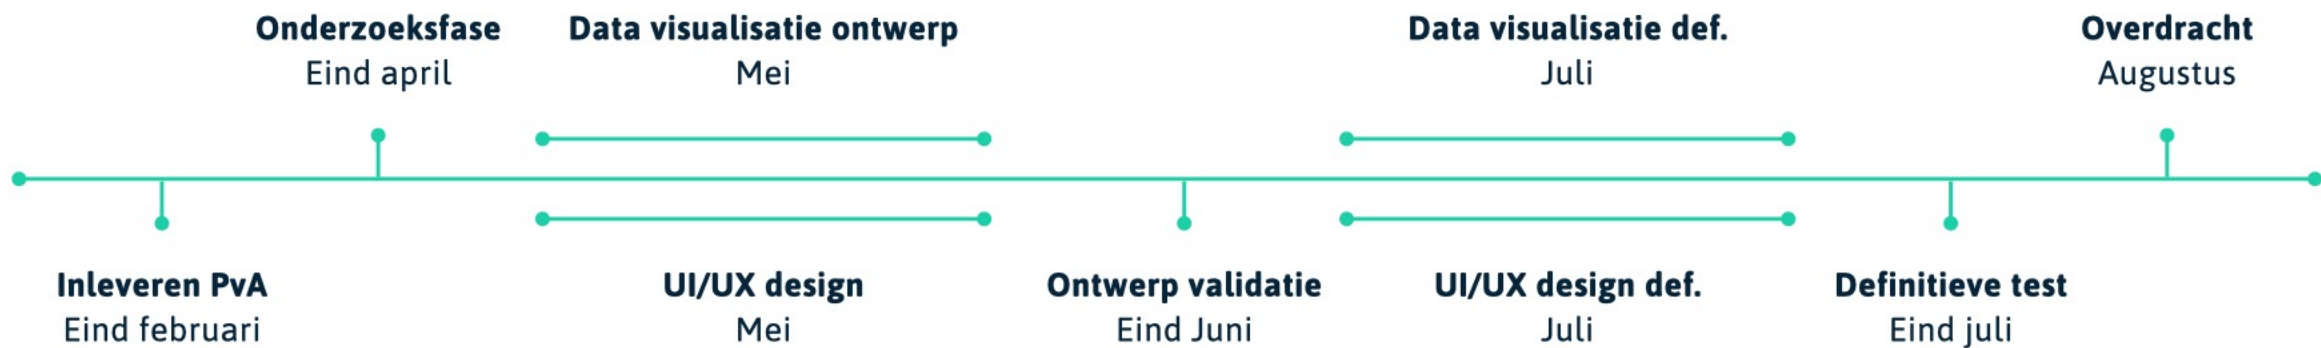 Onderzoeksfase
Eind april
Data visualisatie ontwerp
Mei
Data visualisatie def.
Juli
Overdracht
Augustus
Inleveren PvA
Eind februari
UI/UX design
Mei
Ontwerp validatie
Eind Juni
UI/UX design def.
Juli
Definitieve test
Eind juli